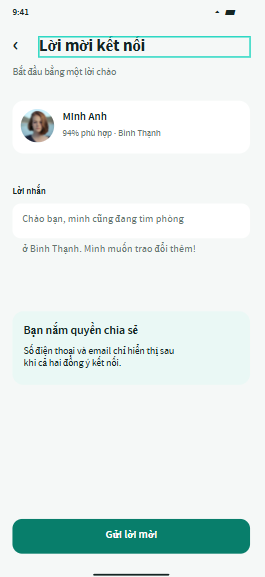 9:41
Lời mời kết nối
Bắt đầu bằng một lời chào
Minh Anh
94% phù hợp · Bình Thạnh
Lời nhắn
Chào bạn, mình cũng đang tìm phòng
ở Bình Thạnh. Mình muốn trao đổi thêm!
Bạn nắm quyền chia sẻ
Số điện thoại và email chỉ hiển thị sau
khi cả hai đồng ý kết nối.
Gửi lời mời